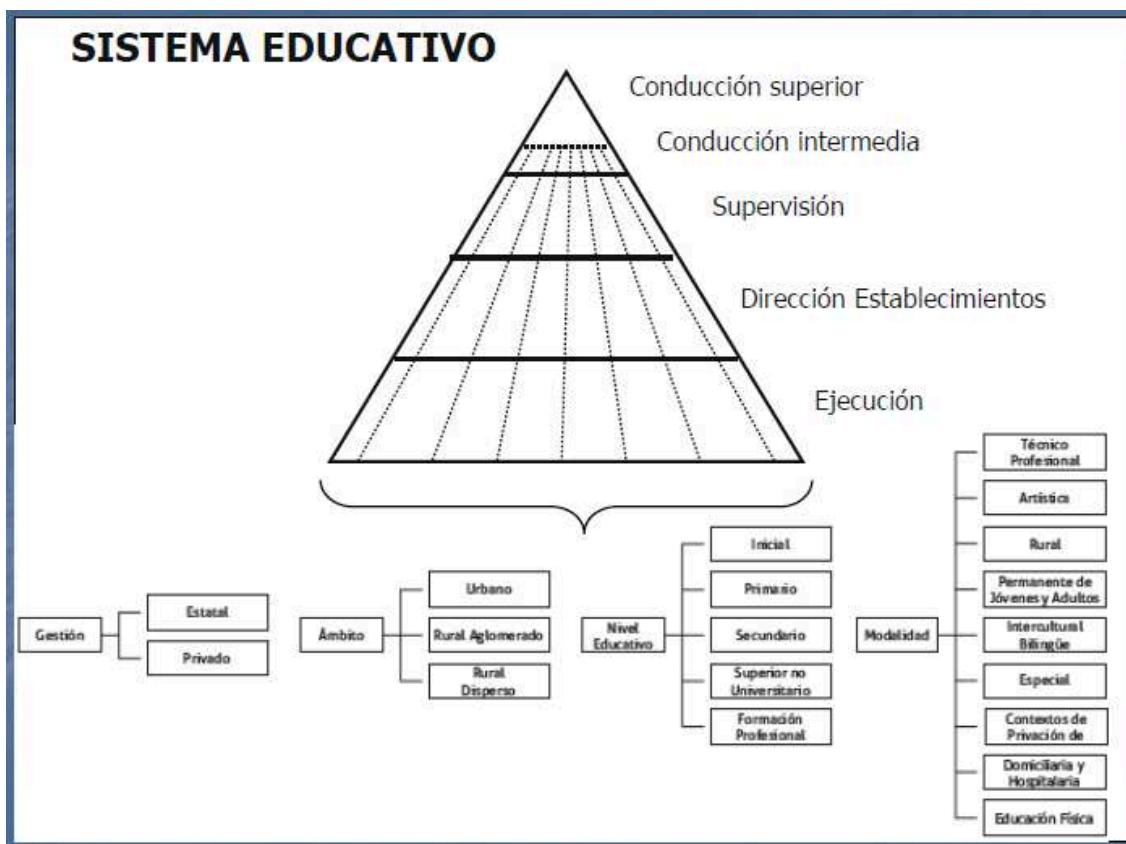 SISTEMA EDUCATIVO
Conducción superior
Conducción intermedia
Supervisión
Dirección Establecimientos
Ejecución
Gestión
Estatal
Privado
Ámbito
Urbano
Rural Aglomerado
Rural
Disperso
Nivel
Educativo
Inicial
Primario
Secundario
Superior no
Universitario
Formación
Profesional
Modalidad
Técnico
Profesional
Artística
Rural
Permanente de
Jóvenes y Adultos
Intercultural
Bilingüe
Especial
Contextos de
Privación de
Domiciliaria y
Hospitalaria
Educación Física